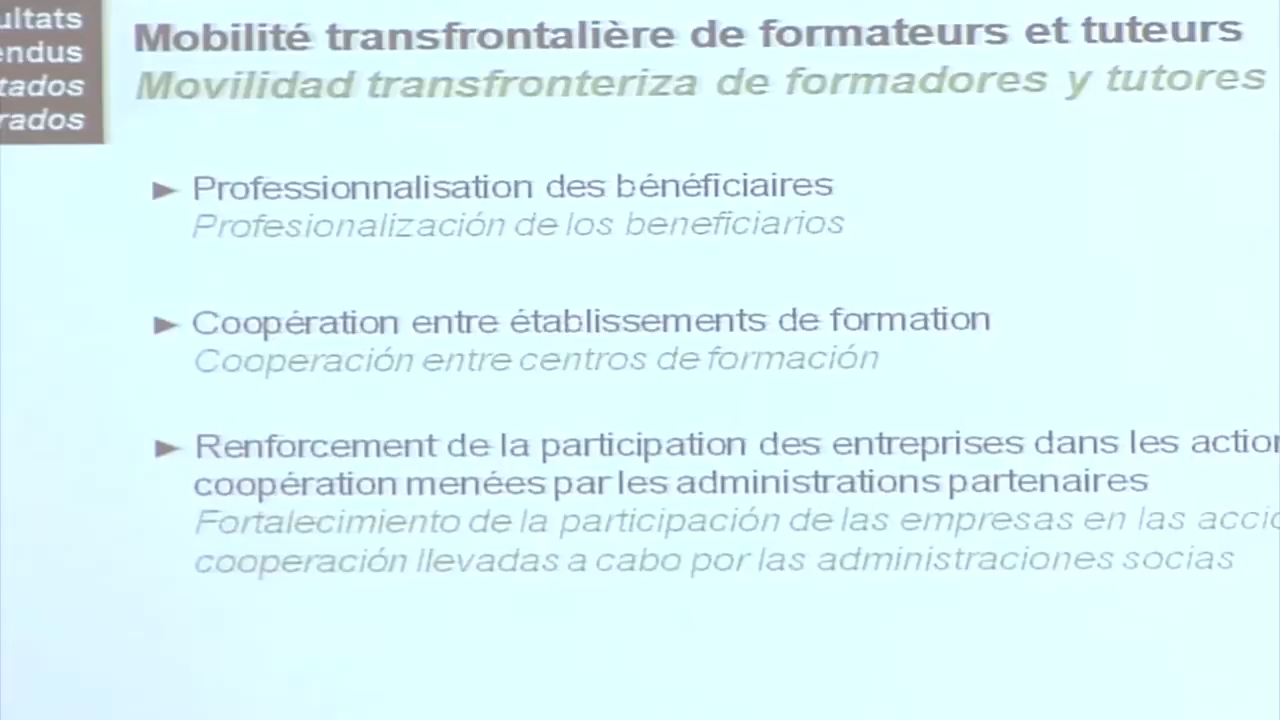 ultats
endus
tados
rados
Mobilité transfrontalière de formateurs et tuteurs
Movilidad transfronteriza de formadores y tutores
► Professionnalisation des bénéficiaires
Profesionalización de los beneficiarios
► Coopération entre établissements de formation
Cooperación entre centros de formación
► Renforcement de la participation des entreprises dans les action
coopération menées par les administrations partenaires
Fortalecimiento de la participación de las empresas en las accio
cooperación llevadas a cabo por las administraciones socias